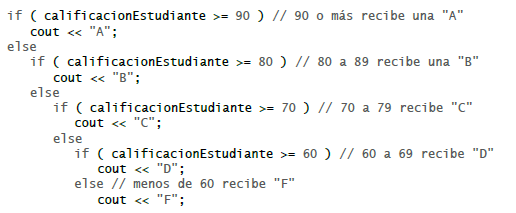 if ( calificacionEstudiante >= 90 ) // 90 o más recibe una "A"
cout << "A";
else
if ( calificacionEstudiante >= 80 ) // 80 a 89 recibe una "B"
cout << "B";
else
if ( calificacionEstudiante >= 70 ) // 70 a 79 recibe "C"
cout << "C";
else
if ( calificacionEstudiante >= 60 ) // 60 a 69 recibe "D"
cout << "D";
else // menos de 60 recibe "F"
cout << "F";